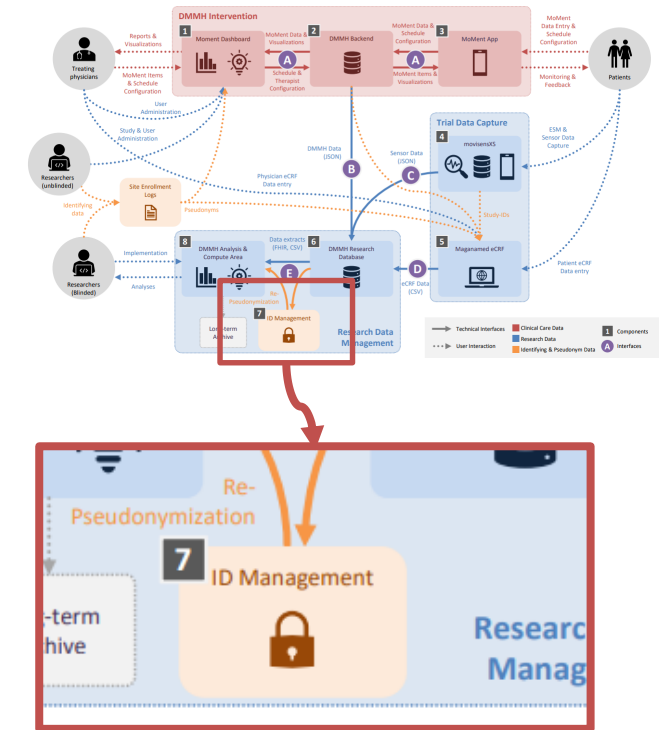 DMMH Intervention
1
Moment Dashboard
2
DMMH Backend
3
MoMent App
Reports &
Visualizations
MoMent Items
& Schedule
Configuration
Treating
physicians
MoMent Data &
Visualizations
A
Schedule &
Therapist
Configuration
MoMent Data &
Schedule
Configuration
A
MoMent Items &
Visualizations
MoMent
Data Entry &
Schedule
Configuration
Monitoring &
Feedback
Patients
User
Administration
Study & User
Administration
Researchers
(unblinded)
Identifying
data
Site Enrollment
Logs
Pseudonyms
Physician eCRF
Data entry
DMMH Data
(JSON)
B
Sensor Data
(JSON)
C
Trial Data Capture
movisensXS
4
ESM &
Sensor Data
Capture
Study-IDs
5
Maganamed eCRF
Patient eCRF
Data entry
D
eCRF Data
(CSV)
Researchers
(Blinded)
Implementation
Analyses
8
DMMH Analysis &
Compute Area
Data extracts
(FHIR, CSV)
E
6
DMMH Research
Database
Re-
Pseudonymization
7
ID Management
Long-term
Archive
Research Data
Management
Technical Interfaces
User Interaction
Clinical Care Data
Research Data
Identifying & Pseudonym Data
1
Components
A
Interfaces
Re-
Pseudonymization
7
ID Management
-term
hive
Researc
Manag